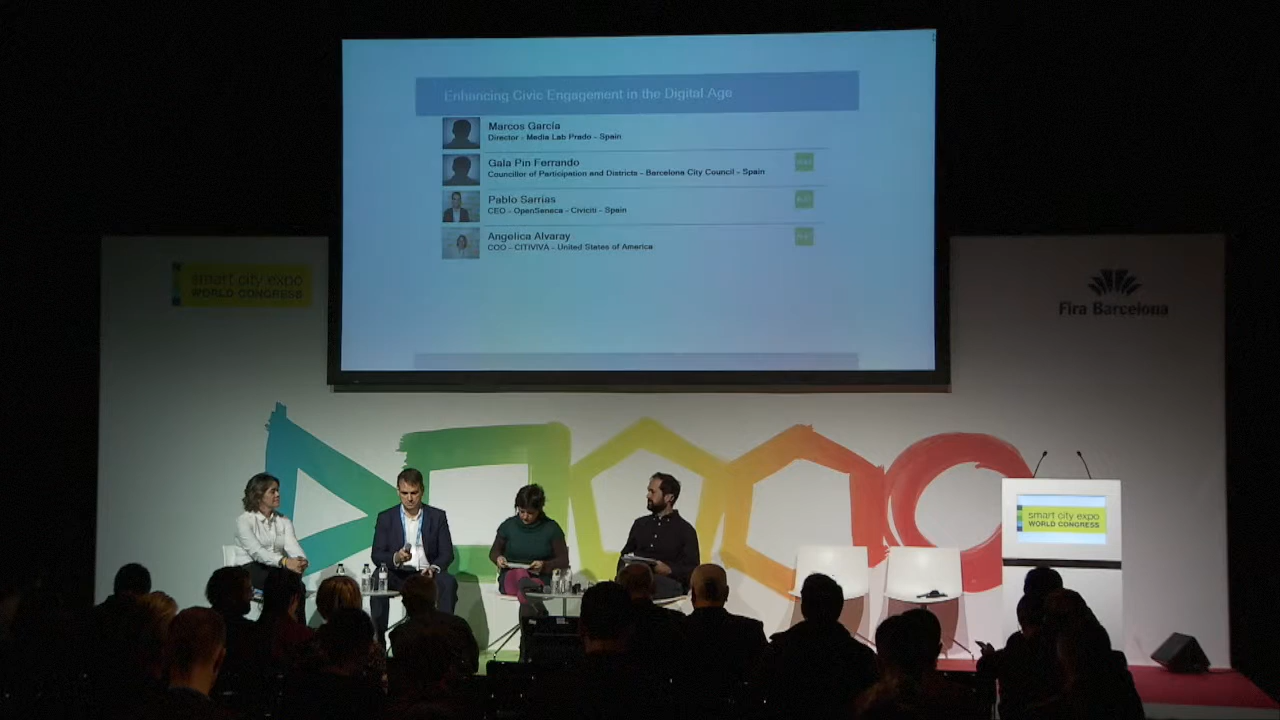 Enhancing Civic Engagement in the Digital Age
Marcos García
Director - Media Lab Prado - Spain
Gala Pin Ferrando
Councillor of Participation and Districts - Barcelona City Council - Spain
Pablo Sarrias
CEO - OpenSeneca - Civiciti - Spain
Angelica Alvaray
COO - CITIVIVA - United States of America
smart city expo
WORLD CONGRESS
Fira Barcelona
smart city expo
WORLD CONGRESS